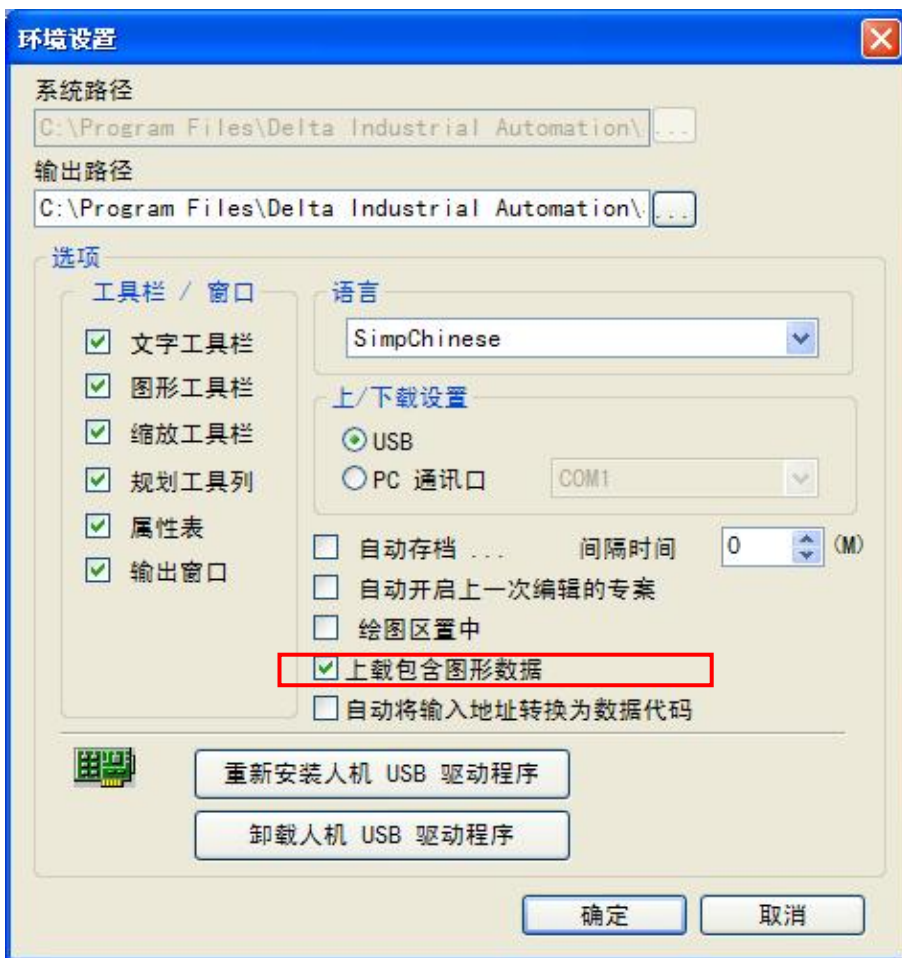 环境设置
系统路径
C:\Program Files\Delta Industrial Automation\
...
输出路径
C:\Program Files\Delta Industrial Automation\
...
选项
工具栏 / 窗口
文字工具栏
图形工具栏
缩放工具栏
规划工具列
属性表
输出窗口
语言
SimpChinese
上/下载设置
USB
PC 通讯口
COM1
自动存档 ... 间隔时间 0 (M)
自动开启上一次编辑的专案
绘图区置中
上载包含图形数据
自动将输入地址转换为数据代码
重新安装人机 USB 驱动程序
卸载人机 USB 驱动程序
确定
取消